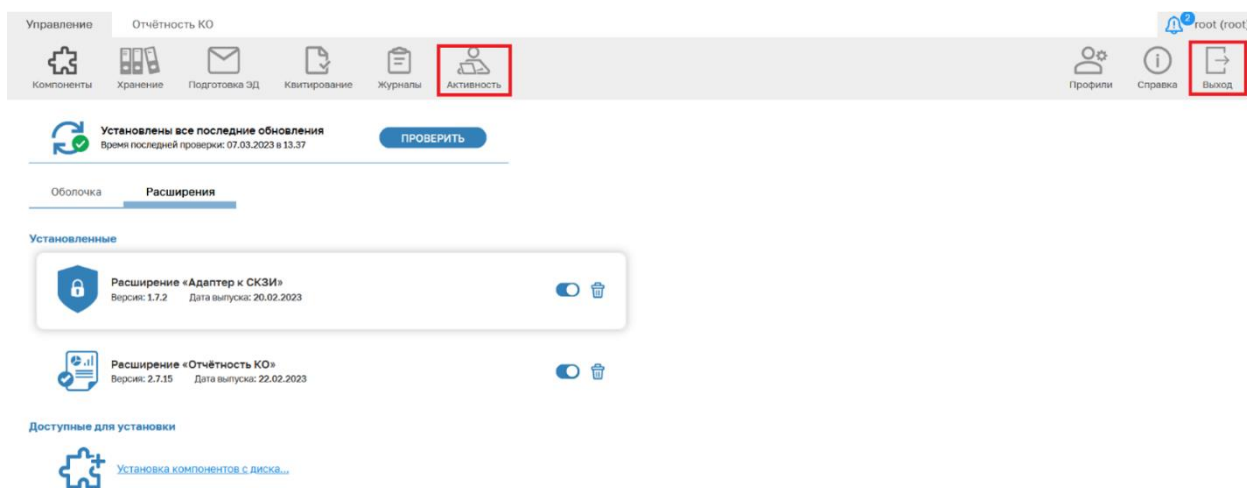 Управление Отчётность КО 2 root (root)
Компоненты Хранение Подготовка ЭД Квитирование Журналы Активность Профили Справка Выход
Установлены все последние обновления
Время последней проверки: 07.03.2023 в 13.37
ПРОВЕРИТЬ
Оболочка Расширения
Установленные
Расширение «Адаптер к СКЗИ»
Версия: 1.7.2 Дата выпуска: 20.02.2023
Расширение «Отчётность КО»
Версия: 2.7.15 Дата выпуска: 22.02.2023
Доступные для установки
Установка компонентов с диска...